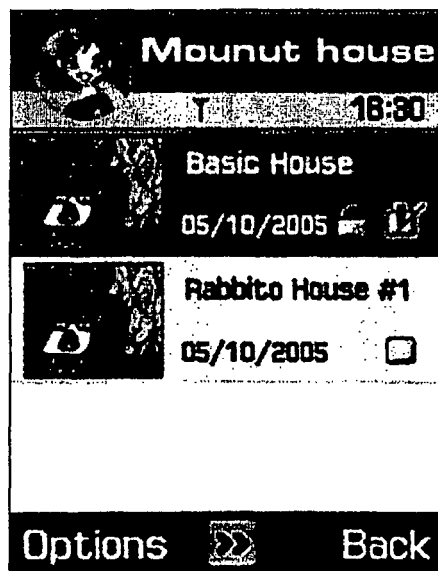 Mounut house
18:30
Basic House
05/10/2005
Rabbito House #1
05/10/2005
Options Back